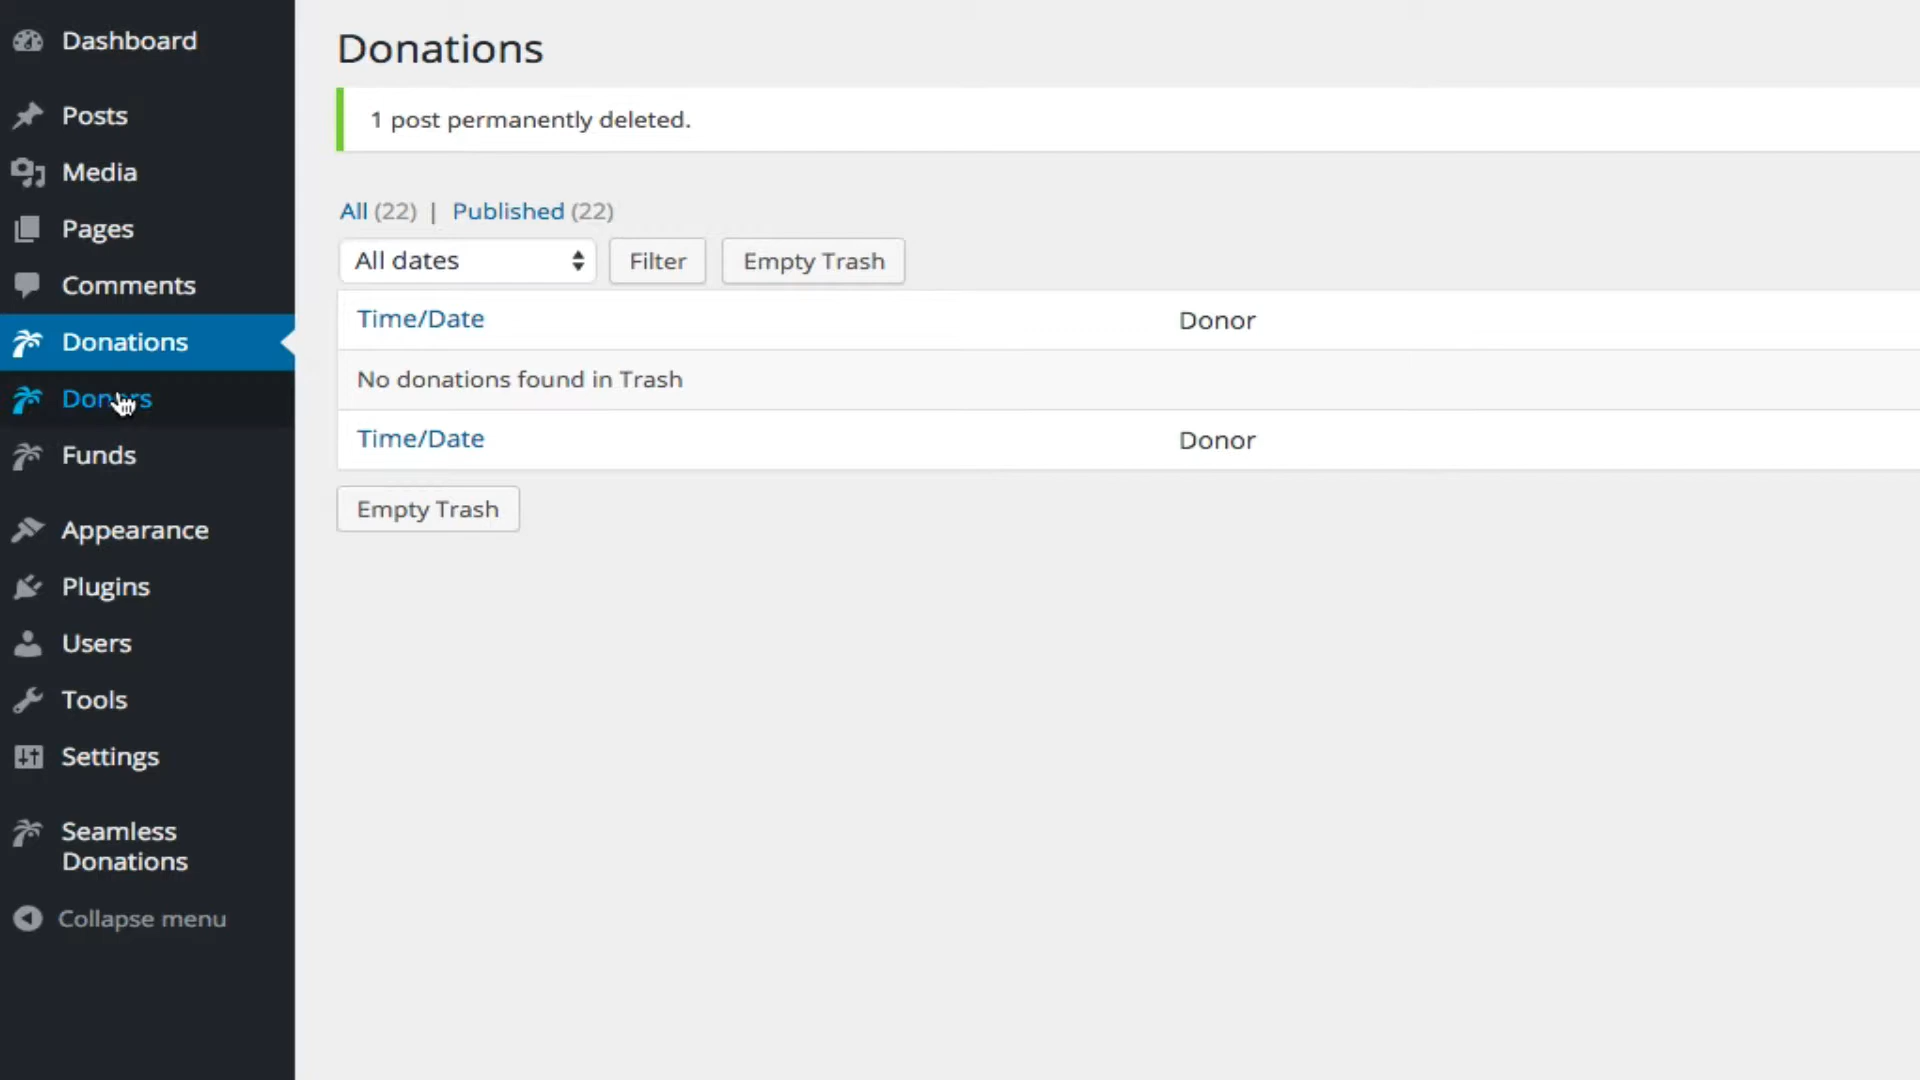 Dashboard
Posts
Media
Pages
Comments
Donations
Donors
Funds
Appearance
Plugins
Users
Tools
Settings
Seamless
Donations
Collapse menu
Donations
1 post permanently deleted.
All (22) | Published (22)
All dates Filter Empty Trash
Time/Date Donor
No donations found in Trash
Time/Date Donor
Empty Trash